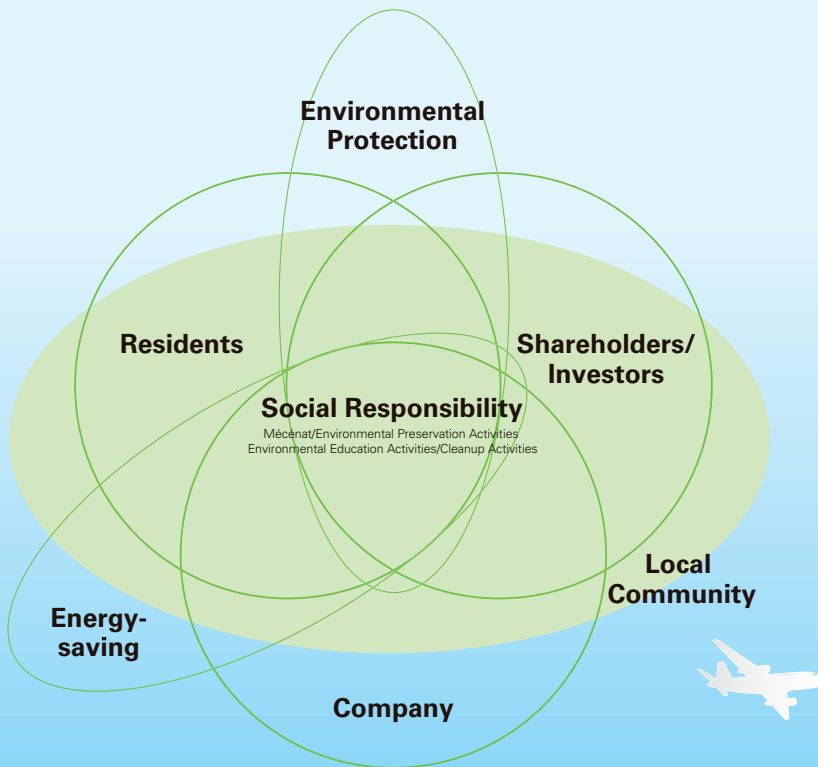 Environmental
Protection
Residents
Shareholders/
Investors
Social Responsibility
Mécénat/Environmental Preservation Activities
Environmental Education Activities/Cleanup Activities
Local
Community
Energy-
saving
Company